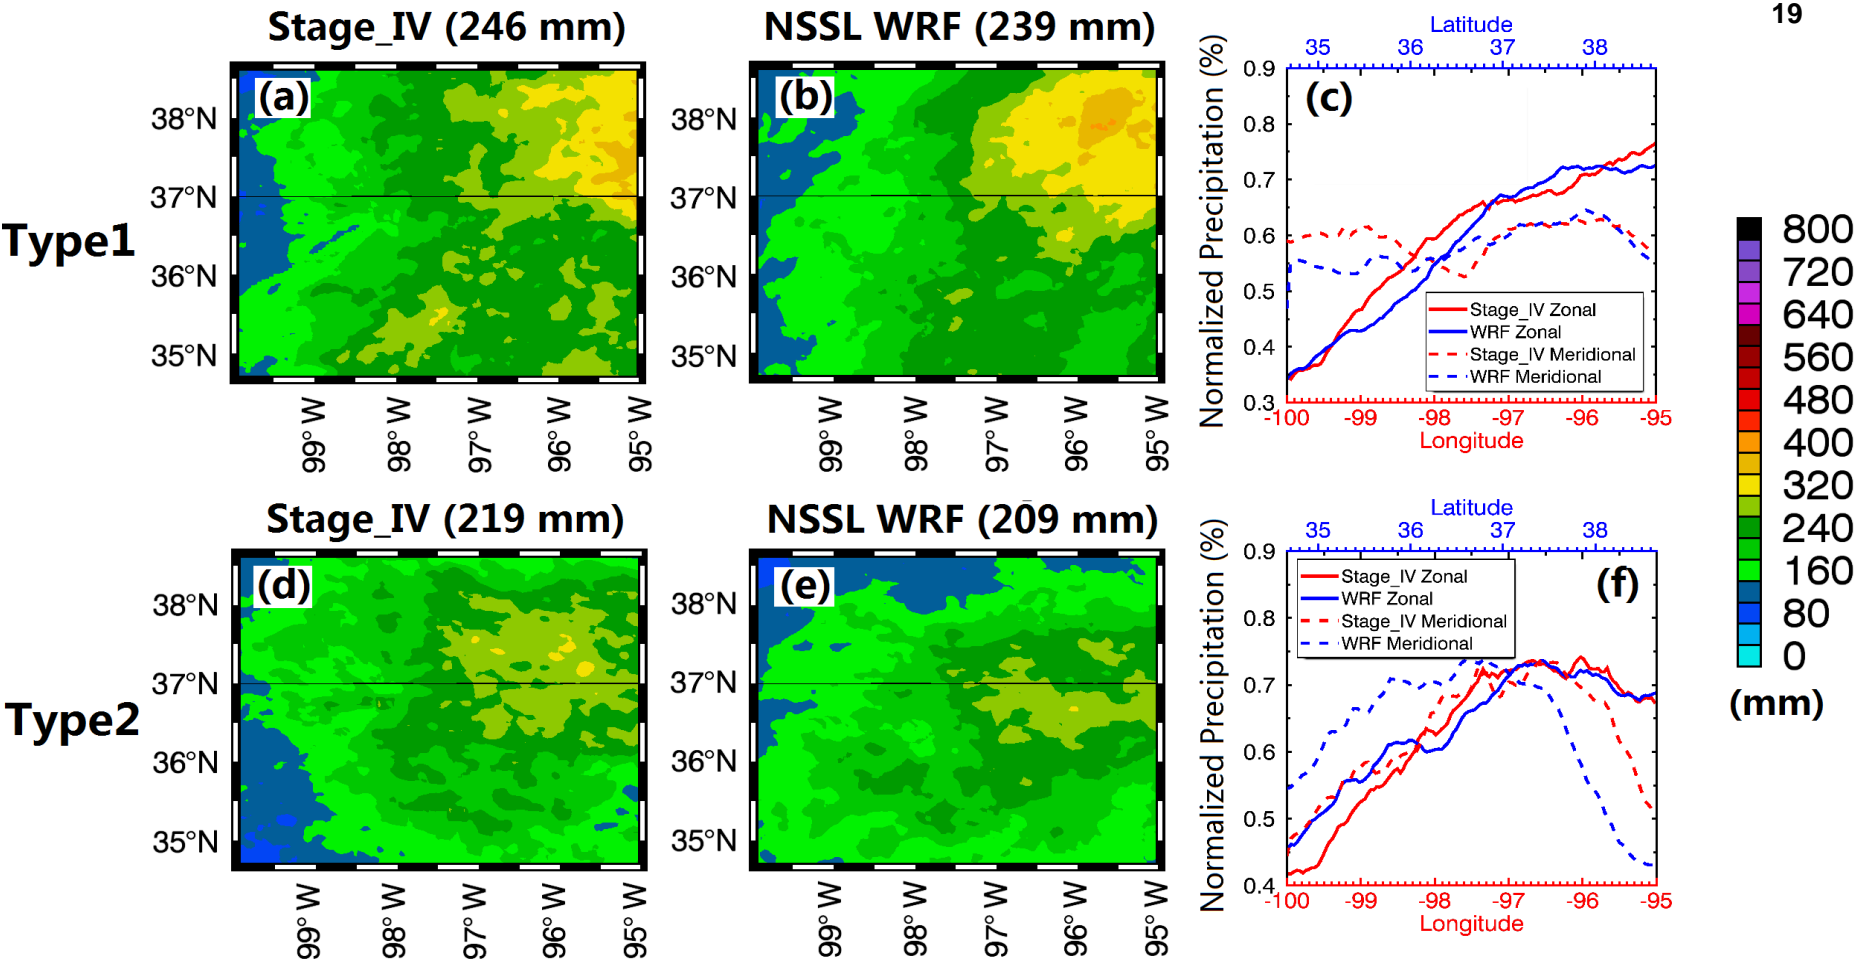 19
Stage_IV (246 mm)
NSSL WRF (239 mm)
Type1
(a)
38°N
37°N
36°N
35°N
99° W
98° W
97° W
96° W
95° W
(b)
38°N
37°N
36°N
35°N
99° W
98° W
97° W
96° W
95° W
Latitude
35 36 37 38
Normalized Precipitation (%)
0.9
0.8
0.7
0.6
0.5
0.4
0.3
(c)
Stage_IV Zonal
WRF Zonal
Stage_IV Meridional
WRF Meridional
-100 -99 -98 -97 -96 -95
Longitude
800
720
640
560
480
400
320
240
160
80
0
(mm)
Stage_IV (219 mm)
NSSL WRF (209 mm)
Type2
(d)
38°N
37°N
36°N
35°N
99° W
98° W
97° W
96° W
95° W
(e)
38°N
37°N
36°N
35°N
99° W
98° W
97° W
96° W
95° W
Latitude
35 36 37 38
Normalized Precipitation (%)
0.9
0.8
0.7
0.6
0.5
0.4
Stage_IV Zonal
WRF Zonal
Stage_IV Meridional
WRF Meridional
(f)
-100 -99 -98 -97 -96 -95
Longitude